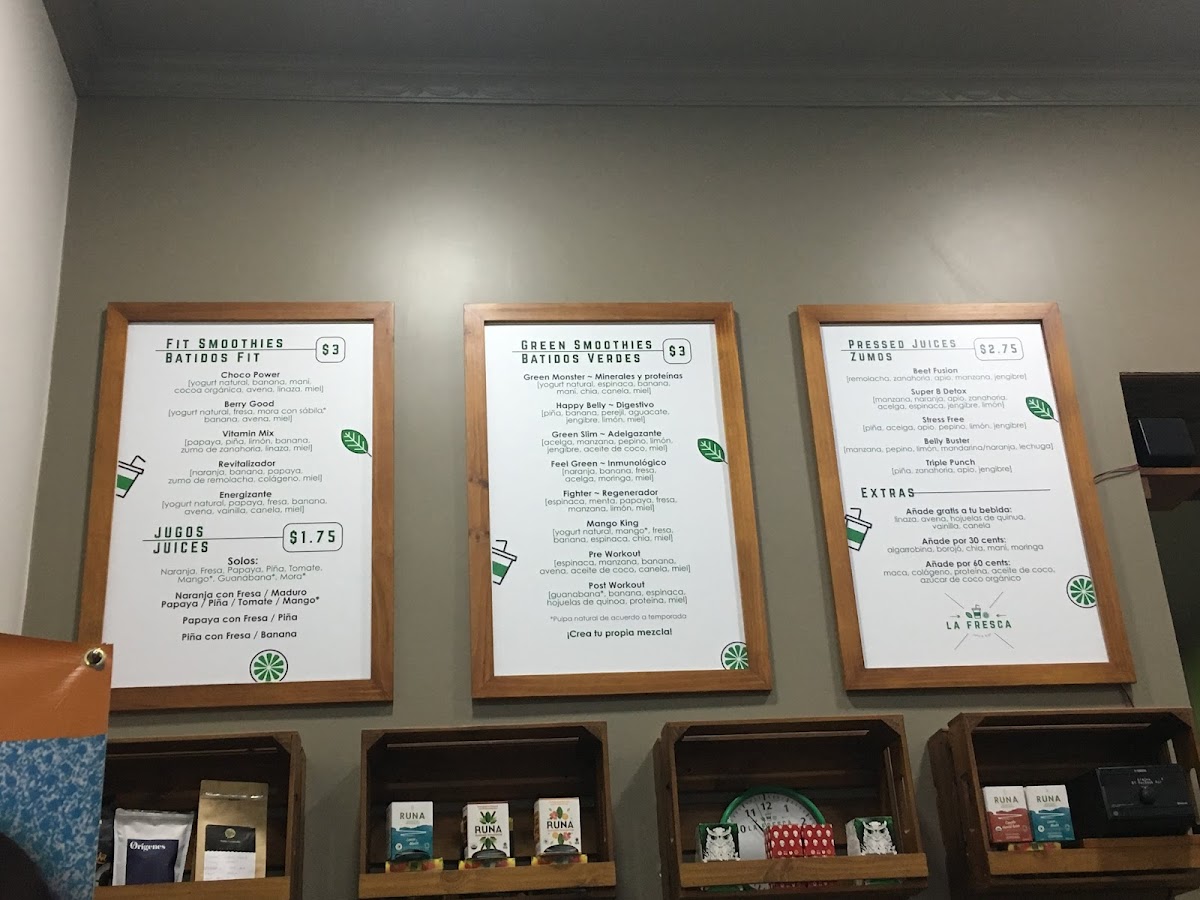 FIT SMOOTHIES
BATIDOS FIT
$3
Choco Power
[yogurt natural, banana, maní,
cocoa orgánica, avena, linaza, miel]
Berry Good
[yogurt natural, fresa, mora con sábila*
banana, avena, miel]
Vitamin Mix
[papaya, piña, limón, banana,
zumo de zanahoria, linaza, miel]
Revitalizador
[naranja, banana, papaya,
zumo de remolacha, colágeno, miel]
Energizante
[yogurt natural, papaya, fresa, banana,
avena, vainilla, canela, miel]
JUGOS
JUICES
$1.75
Solos:
Naranja, Fresa, Papaya, Piña, Tomate,
Mango*, Guanábana*, Mora*
Naranja con Fresa / Maduro
Papaya / Piña / Tomate / Mango*
Papaya con Fresa / Piña
Piña con Fresa / Banana
GREEN SMOOTHIES
BATIDOS VERDES
$3
Green Monster ~ Minerales y proteínas
[yogurt natural, espinaca, banana,
maní, chia, canela, miel]
Happy Belly ~ Digestivo
[piña, banana, perejil, aguacate,
jengibre, limón, miel]
Green Slim ~ Adelgazante
[acelga, manzana, pepino, limón,
jengibre, aceite de coco, miel]
Feel Green ~ Inmunológico
[naranja, banana, fresa,
acelga, moringa, miel]
Fighter ~ Regenerador
[espinaca, menta, papaya, fresa,
manzana, limón, miel]
Mango King
[yogurt natural, mango*, fresa,
banana, espinaca, chia, miel]
Pre Workout
[espinaca, manzana, banana,
avena, aceite de coco, canela, miel]
Post Workout
[guanabana*, banana, espinaca,
hojuelas de quinoa, proteina, miel]
*Pulpa natural de acuerdo a temporada
¡Crea tu propia mezcla!
PRESSED JUICES
ZUMOS
$2.75
Beet Fusion
[remolacha, zanahoria, apio, manzana, jengibre]
Super B Detox
[manzana, naranja, apio, zanahoria,
acelga, espinaca, jengibre, limón]
Stress Free
[piña, acelga, apio, pepino, limón, jengibre]
Belly Buster
[manzana, pepino, limón, mandarina/naranja, lechuga]
Triple Punch
[piña, zanahoria, apio, jengibre]
EXTRAS
Añade gratis a tu bebida:
linaza, avena, hojuelas de quinua,
vainilla, canela
Añade por 30 cents:
algarrobina, borojó, chia, maní, moringa
Añade por 60 cents:
maca, colágeno, proteina, aceite de coco,
azúcar de coco orgánico
LA FRESCA
Orígenes
RUNA
RUNA
RUNA
RUNA
RUNA